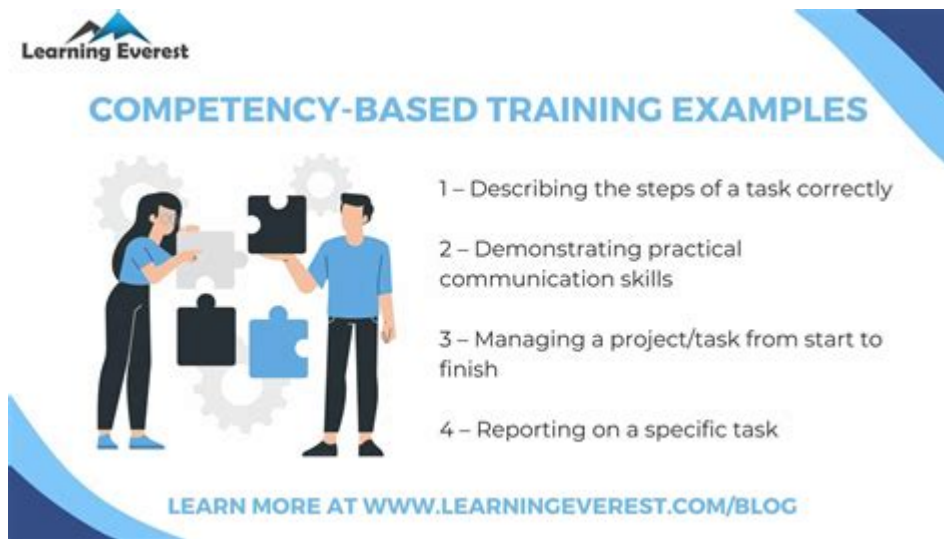 Learning Everest
COMPETENCY-BASED TRAINING EXAMPLES
1 – Describing the steps of a task correctly
2 – Demonstrating practical
communication skills
3 – Managing a project/task from start to
finish
4 – Reporting on a specific task
LEARN MORE AT WWW.LEARNINGEVEREST.COM/BLOG